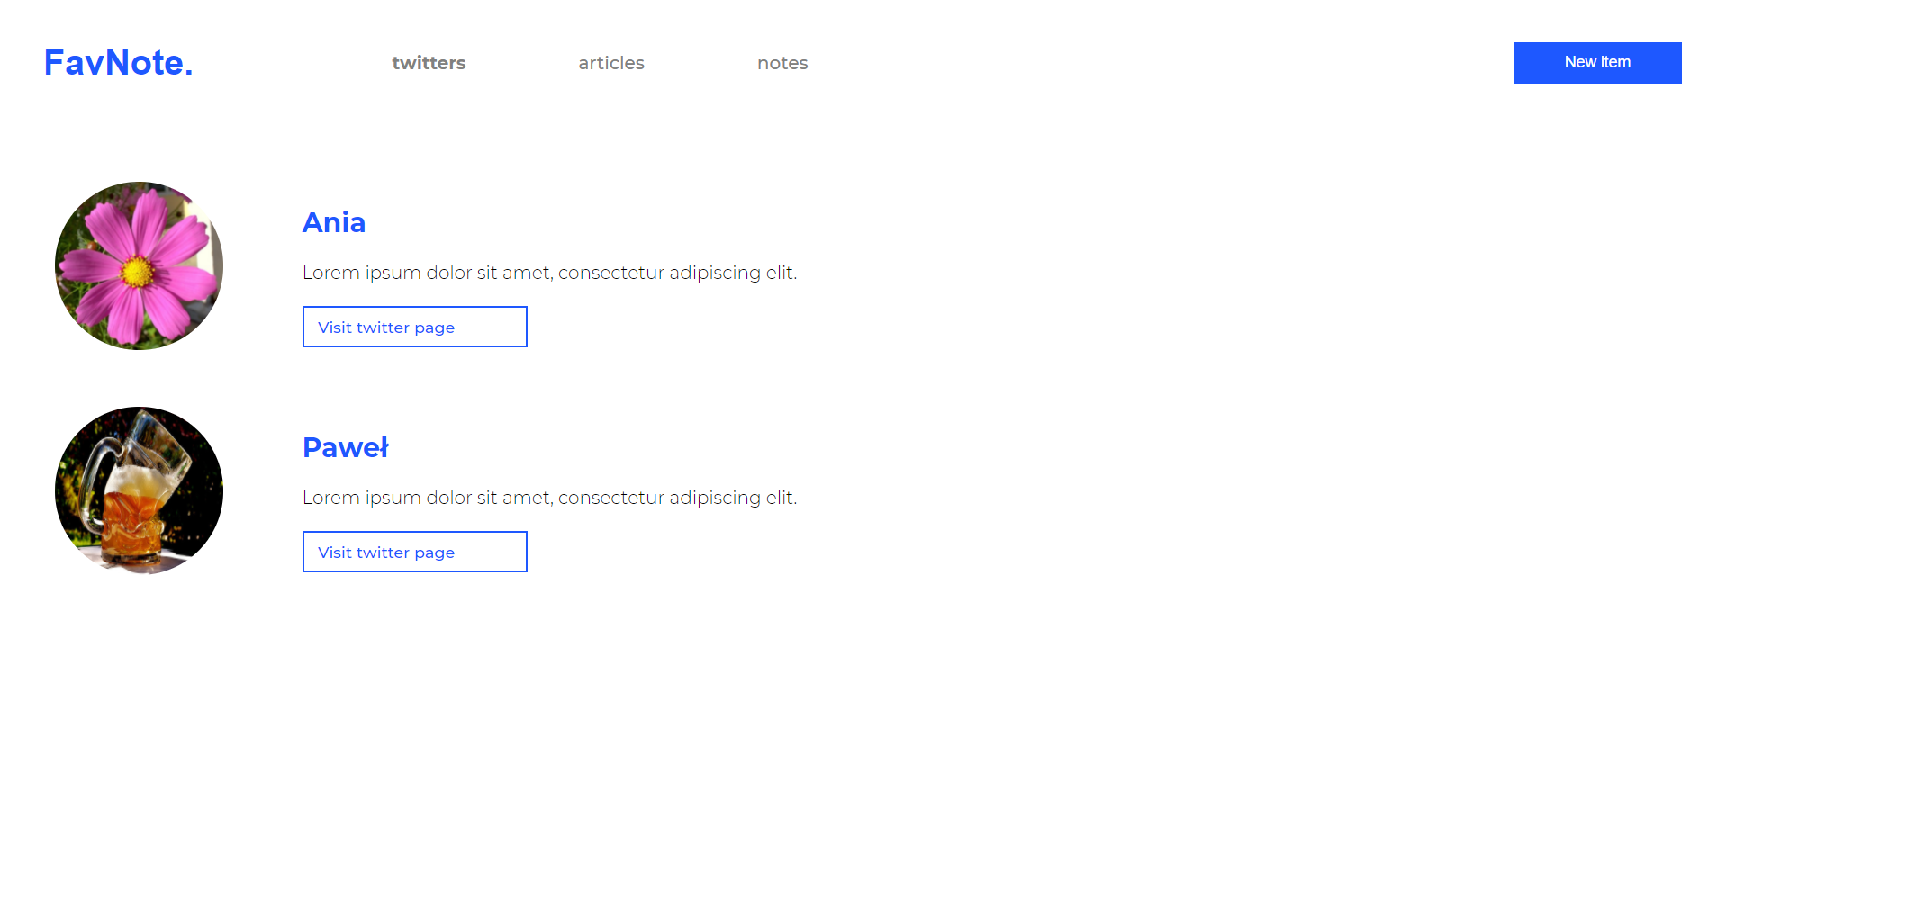 FavNote.
twitters
articles
notes
New Item
Ania
Lorem ipsum dolor sit amet, consectetur adipiscing elit.
Visit twitter page
Paweł
Lorem ipsum dolor sit amet, consectetur adipiscing elit.
Visit twitter page